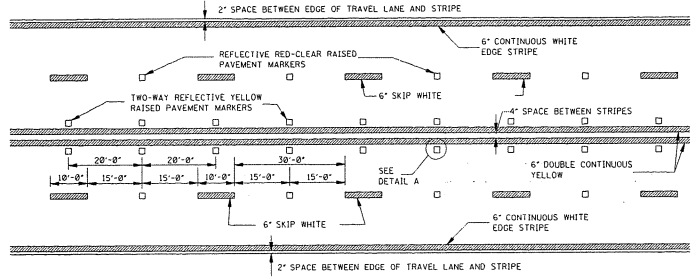 2" SPACE BETWEEN EDGE OF TRAVEL LANE AND STRIPE
6" CONTINUOUS WHITE
EDGE STRIPE
REFLECTIVE RED-CLEAR RAISED
PAVEMENT MARKERS
6" SKIP WHITE
TWO-WAY REFLECTIVE YELLOW
RAISED PAVEMENT MARKERS
4" SPACE BETWEEN STRIPES
20'-0" 20'-0" 30'-0"
SEE
DETAIL A
6" DOUBLE CONTINUOUS
YELLOW
10'-0" 15'-0" 15'-0" 10'-0" 15'-0" 15'-0"
6" SKIP WHITE
6" CONTINUOUS WHITE
EDGE STRIPE
2" SPACE BETWEEN EDGE OF TRAVEL LANE AND STRIPE